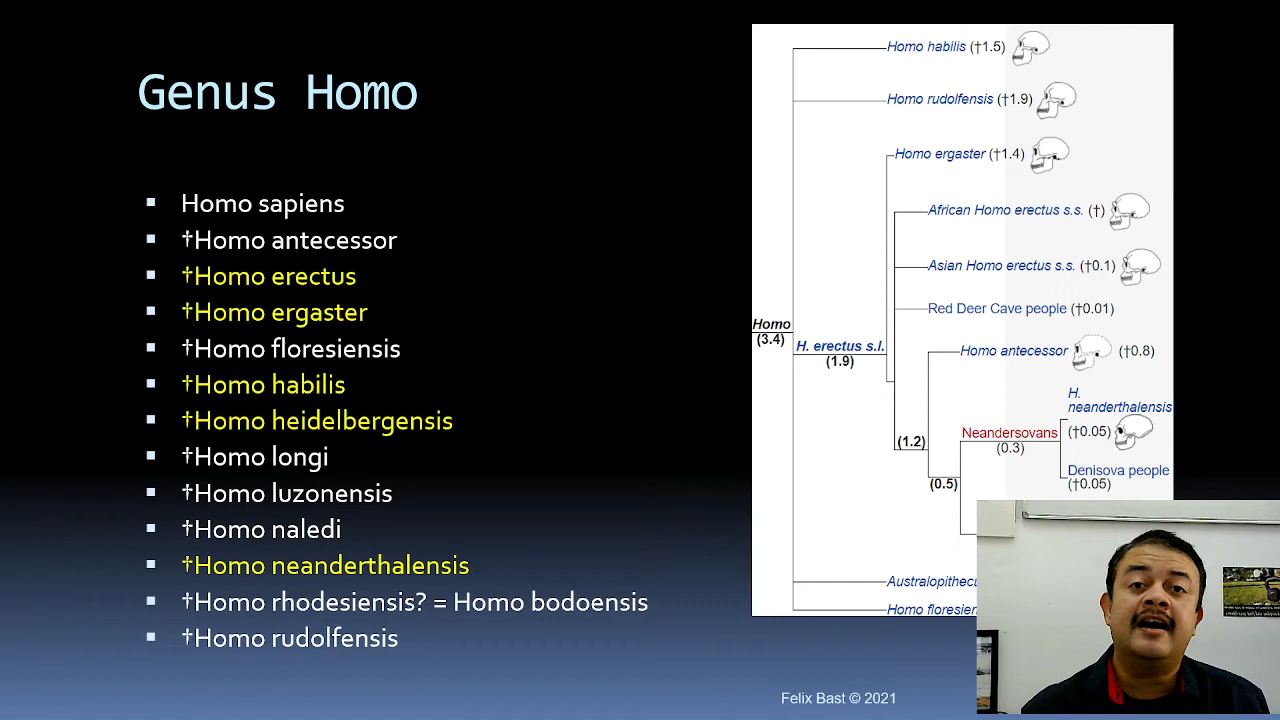 Genus Homo
Homo sapiens
†Homo antecessor
†Homo erectus
†Homo ergaster
†Homo floresiensis
†Homo habilis
†Homo heidelbergensis
†Homo longi
†Homo luzonensis
†Homo naledi
†Homo neanderthalensis
†Homo rhodesiensis? = Homo bodoensis
†Homo rudolfensis
Homo habilis (†1.5)
Homo rudolfensis (†1.9)
Homo ergaster (†1.4)
African Homo erectus s.s. (†)
Asian Homo erectus s.s. (†0.1)
Red Deer Cave people (†0.01)
Homo
(3.4)
H. erectus s.l.
(1.9)
Homo antecessor (†0.8)
H.
neanderthalensis
(†0.05)
(1.2)
Neandersovans
(0.3)
Denisova people
(†0.05)
(0.5)
Australopithecu
Homo floresien
Felix Bast © 2021